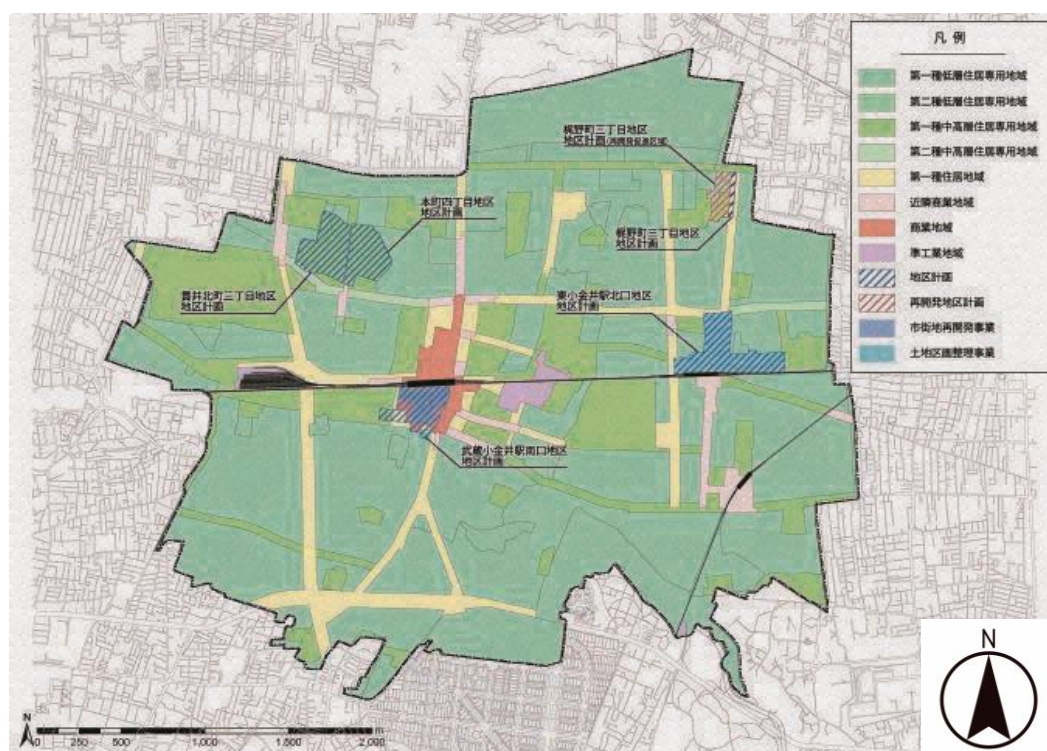 凡 例
第一種低層住居専用地域
第二種低層住居専用地域
第一種中高層住居専用地域
第二種中高層住居専用地域
第一種住居地域
近隣商業地域
商業地域
準工業地域
地区計画
再開発地区計画
市街地再開発事業
土地区画整理事業
梶野町三丁目地区
地区計画(再開発促進区域)
本町四丁目地区
地区計画
梶野町三丁目地区
地区計画
貫井北町三丁目地区
地区計画
東小金井駅北口地区
地区計画
武蔵小金井駅南口地区
地区計画
N
N
0 250 500 1,000 1,500 2,000
m